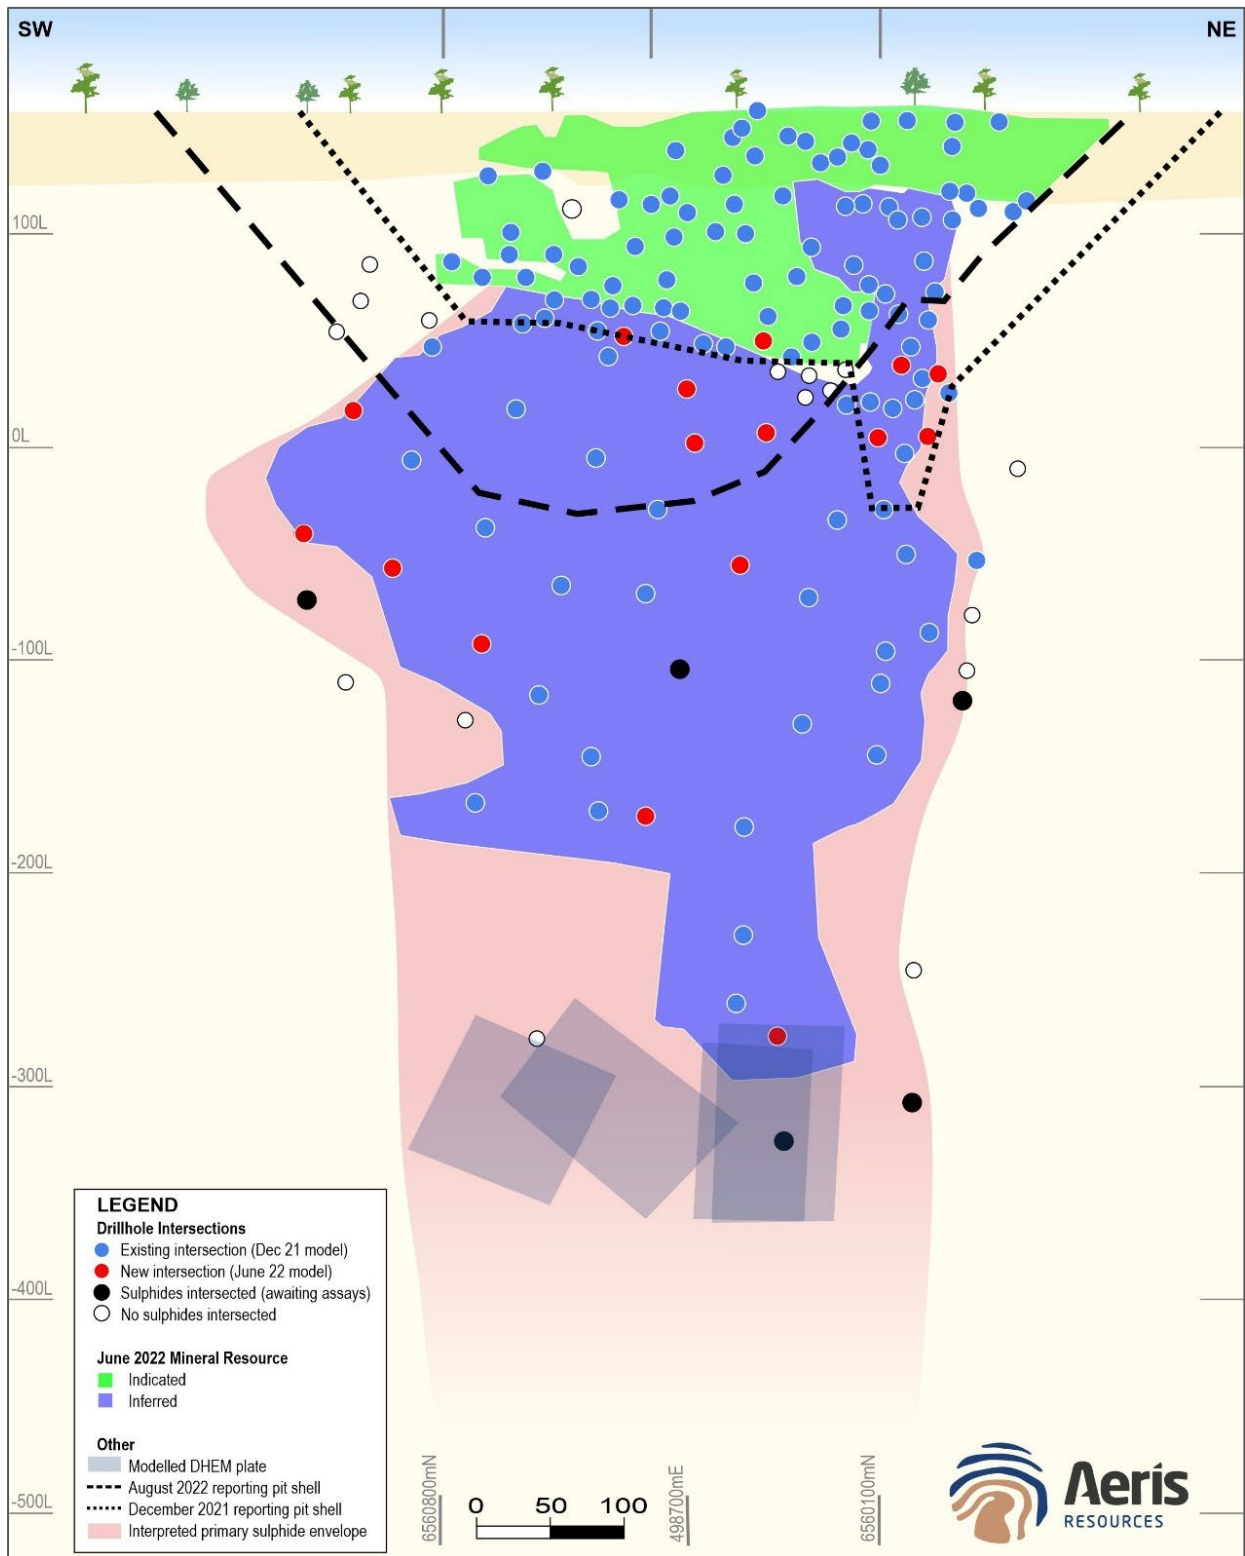 SW
NE
100L
0L
-100L
-200L
-300L
-400L
-500L
LEGEND
Drillhole Intersections
Existing intersection (Dec 21 model)
New intersection (June 22 model)
Sulphides intersected (awaiting assays)
No sulphides intersected
June 2022 Mineral Resource
Indicated
Inferred
Other
Modelled DHEM plate
August 2022 reporting pit shell
December 2021 reporting pit shell
Interpreted primary sulphide envelope
6560800mN
0 50 100
498700mE
6560100mN
Aeris
RESOURCES